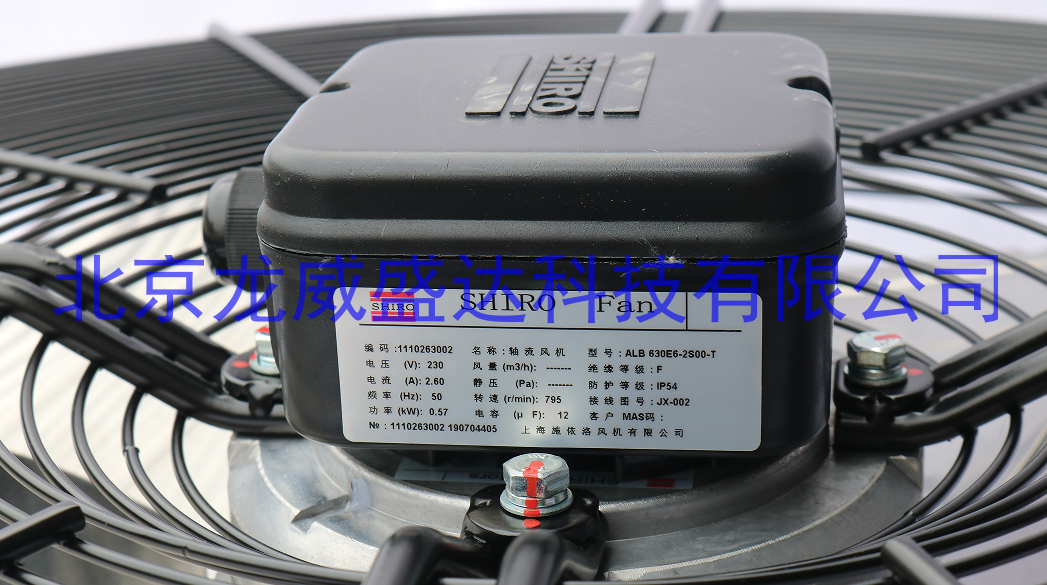 SHIRO
北京龙威盛达科技有限公司
SHIRO SHIRO Fan
编码:1110263002 名称:轴流风机 型号:ALB 630E6-2S00-T
电压 (V): 230 风量 (m3/h): ------- 绝缘等级:F
电流 (A): 2.60 静压 (Pa): ------- 防护等级:IP54
频率 (Hz): 50 转速 (r/min): 795 接线图号:JX-002
功率 (kW): 0.57 电容 (μ F): 12 客户 MAS码:
№:1110263002 190704405 上海施依洛风机有限公司